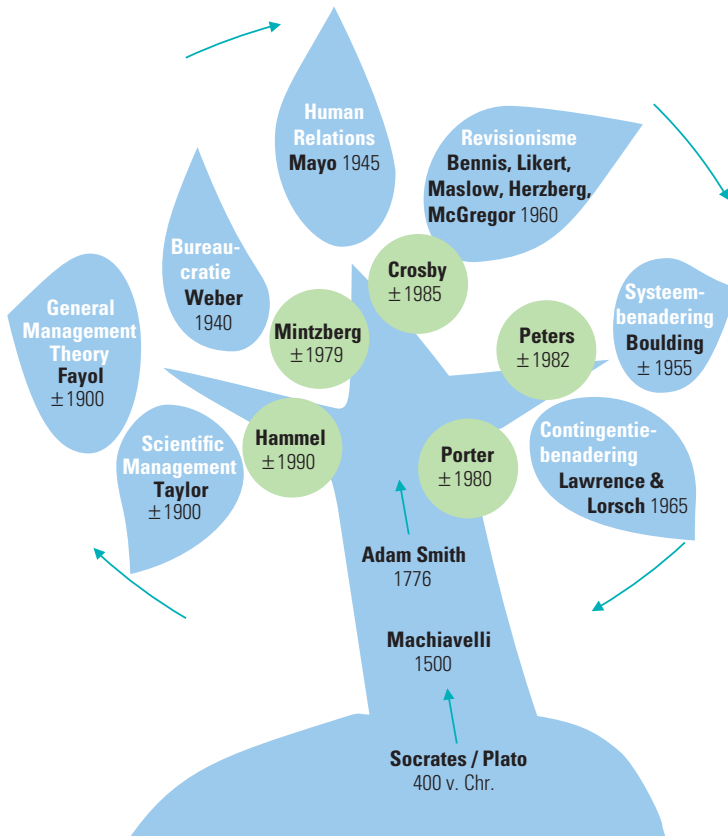 Human
Relations
Mayo 1945
Revisionisme
Bennis, Likert,
Maslow, Herzberg,
McGregor 1960
Bureau-
cratie
Weber
1940
Crosby
±1985
General
Management
Theory
Fayol
±1900
Mintzberg
±1979
Peters
±1982
Systeem-
benadering
Boulding
± 1955
Scientific
Management
Taylor
±1900
Hammel
±1990
Porter
±1980
Contingentie-
benadering
Lawrence &
Lorsch 1965
Adam Smith
1776
Machiavelli
1500
Socrates / Plato
400 v. Chr.